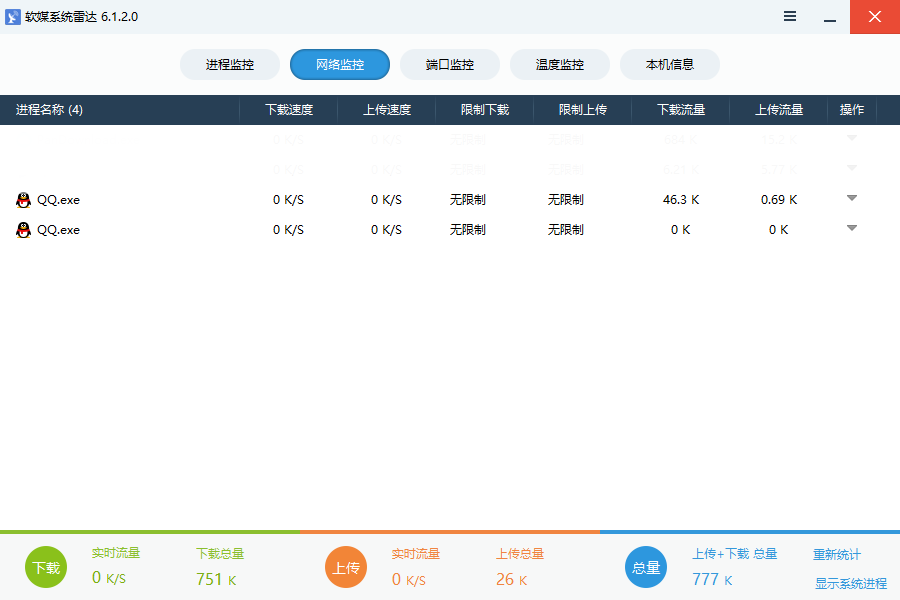 软媒系统雷达 6.1.2.0
进程监控 网络监控 端口监控 温度监控 本机信息
进程名称 (4) 下载速度 上传速度 限制下载 限制上传 下载流量 上传流量 操作
0 K/S 0 K/S 无限制 无限制 684 K 15.2 K
0 K/S 0 K/S 无限制 无限制 6.21 K 5.77 K
QQ.exe 0 K/S 0 K/S 无限制 无限制 46.3 K 0.69 K
QQ.exe 0 K/S 0 K/S 无限制 无限制 0 K 0 K
下载 实时流量 下载总量 上传 实时流量 上传总量 总量 上传+下载 总量 重新统计
0 K/S 751 K 0 K/S 26 K 777 K 显示系统进程